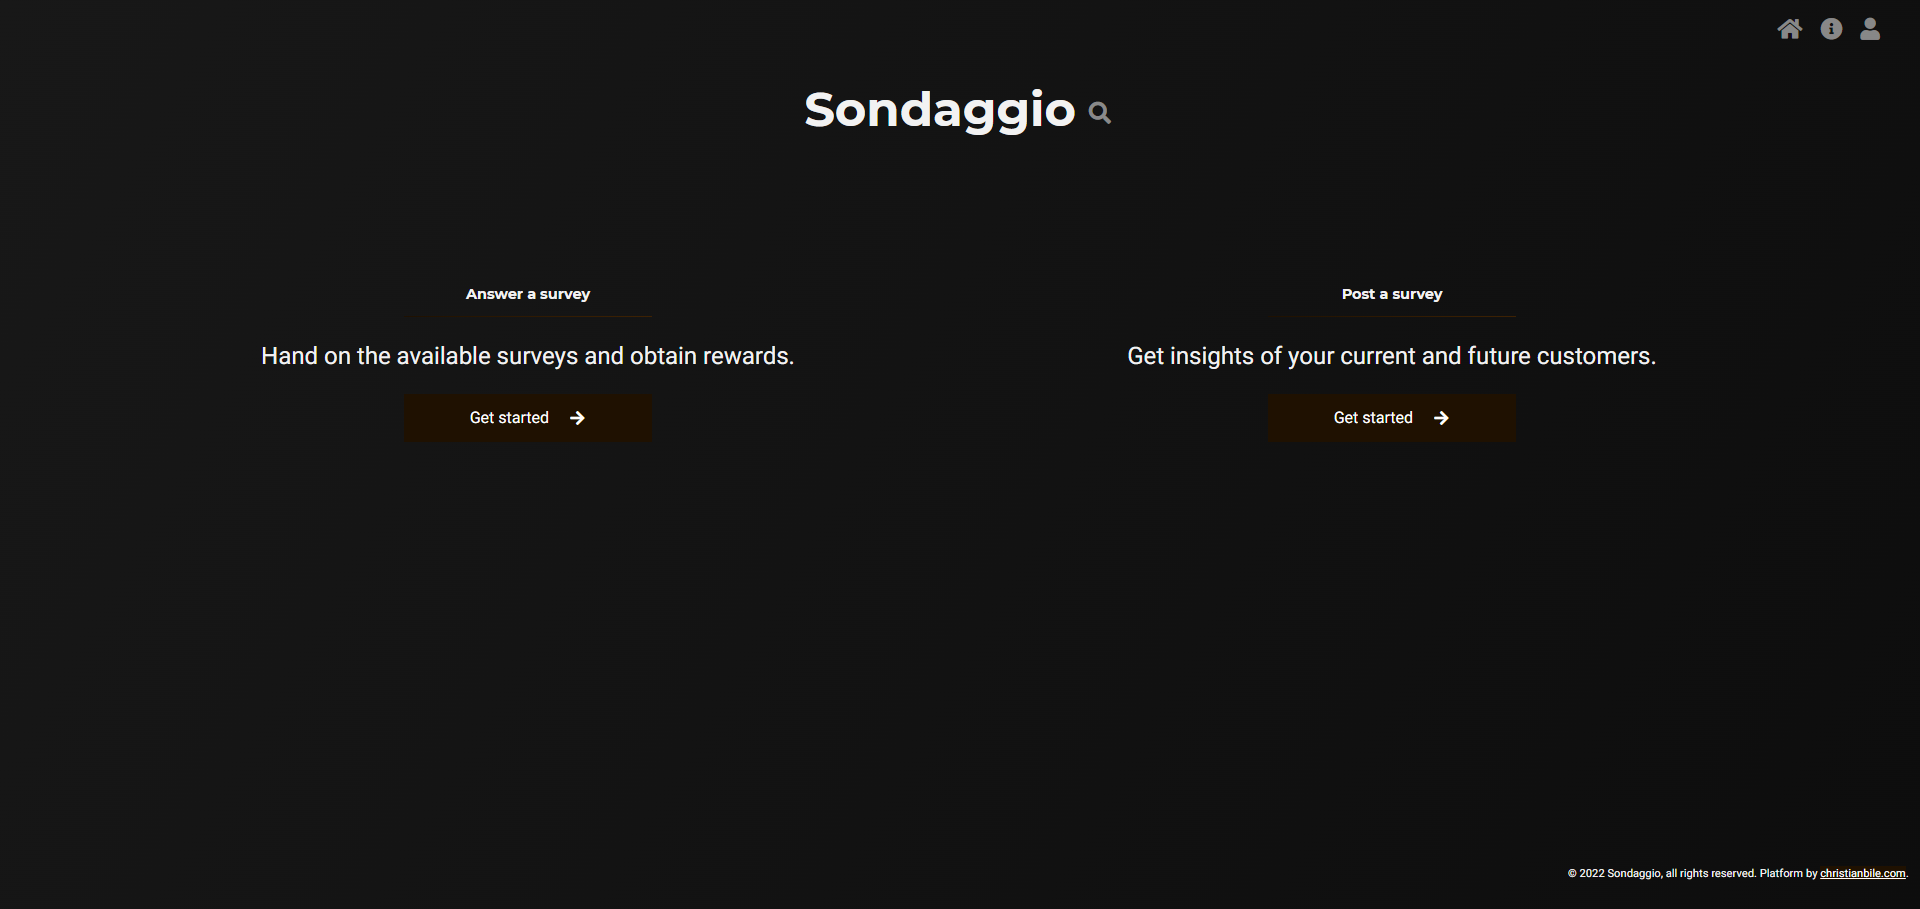 Sondaggio
Answer a survey
Hand on the available surveys and obtain rewards.
Get started
Post a survey
Get insights of your current and future customers.
Get started
© 2022 Sondaggio, all rights reserved. Platform by christianbile.com.